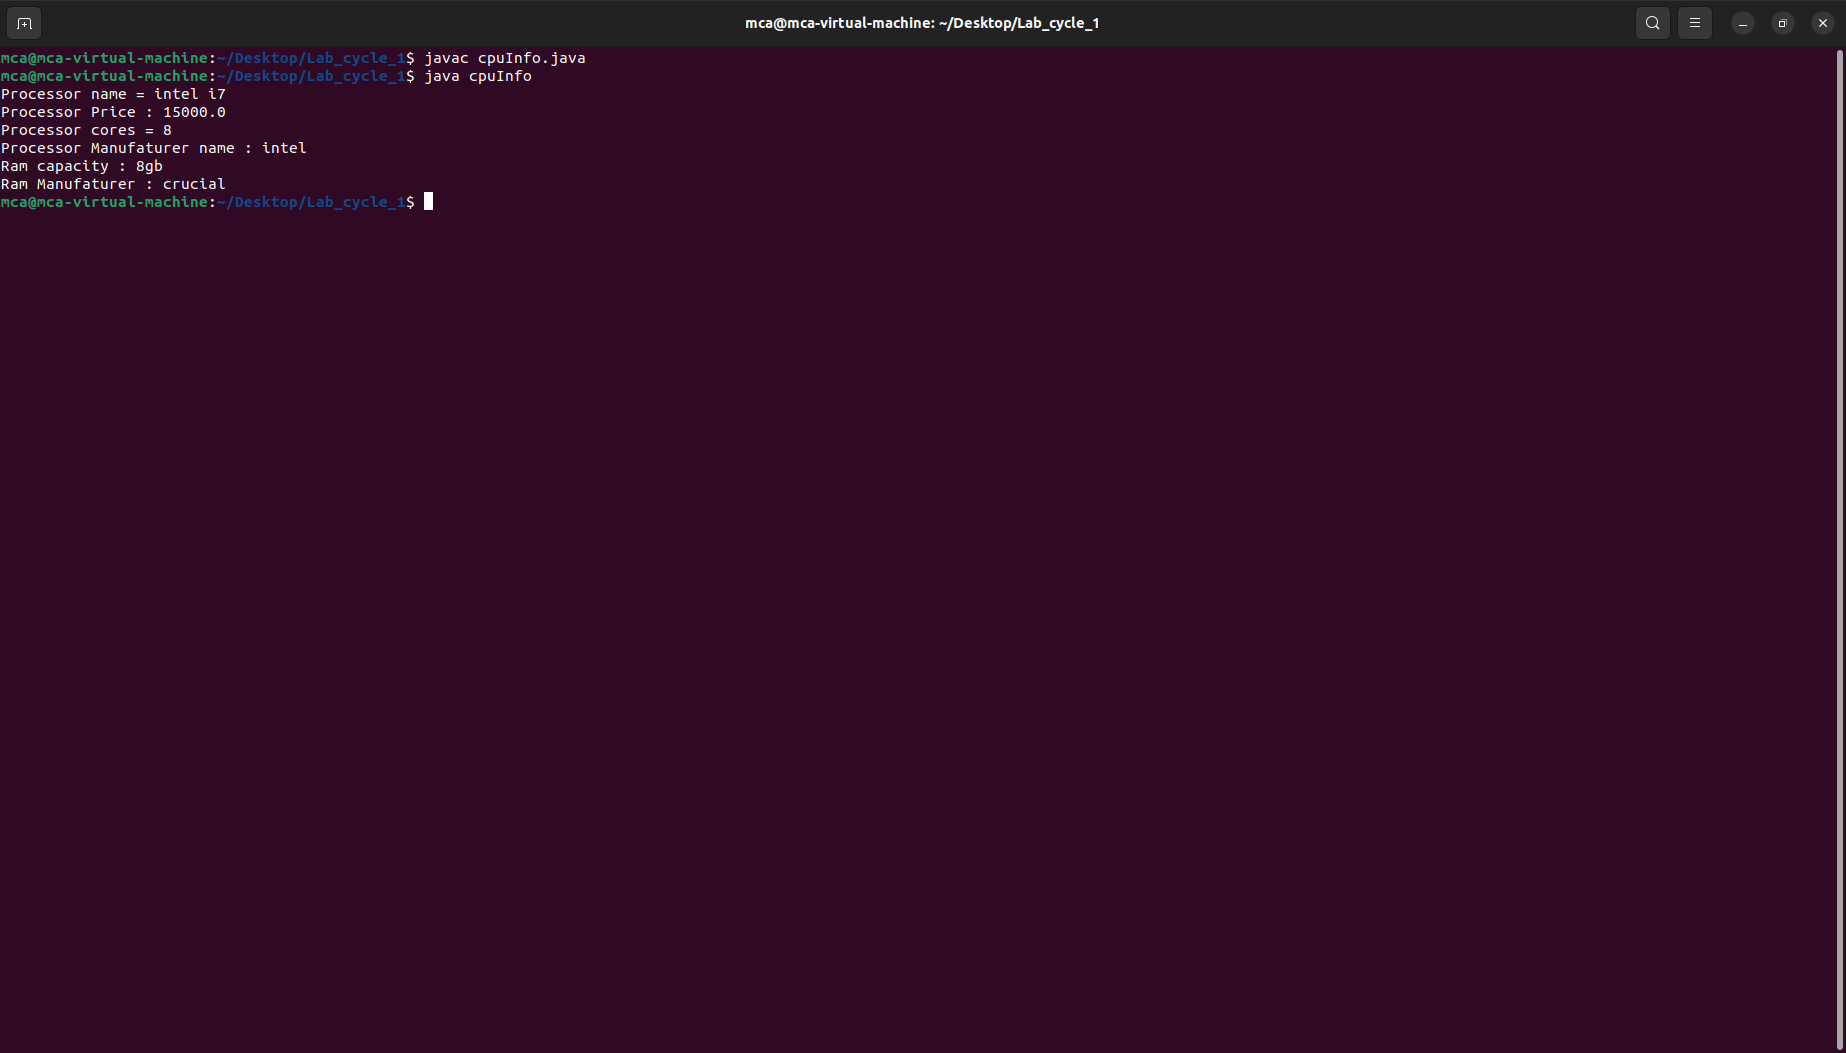 mca@mca-virtual-machine: ~/Desktop/Lab_cycle_1
mca@mca-virtual-machine:~/Desktop/Lab_cycle_1$ javac cpuInfo.java
mca@mca-virtual-machine:~/Desktop/Lab_cycle_1$ java cpuInfo
Processor name = intel i7
Processor Price : 15000.0
Processor cores = 8
Processor Manufaturer name : intel
Ram capacity : 8gb
Ram Manufaturer : crucial
mca@mca-virtual-machine:~/Desktop/Lab_cycle_1$